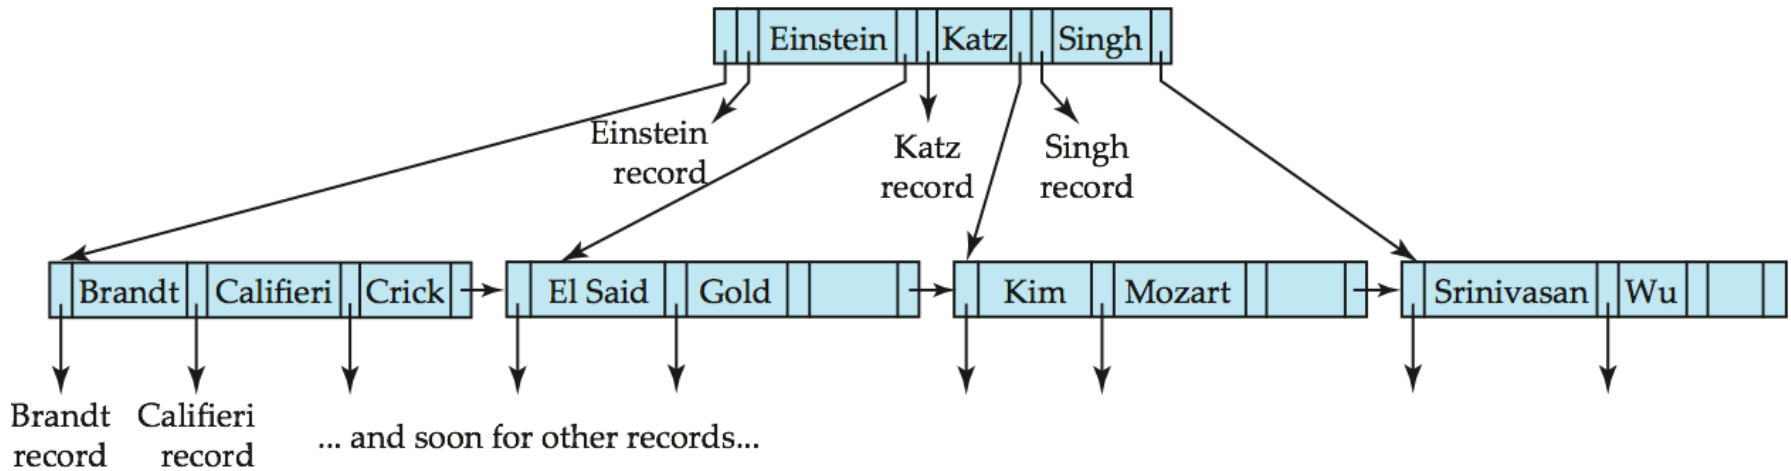 Einstein Katz Singh
Einstein
record
Katz
record
Singh
record
Brandt Califieri Crick El Said Gold Kim Mozart Srinivasan Wu
Brandt
record
Califieri
record
... and soon for other records...